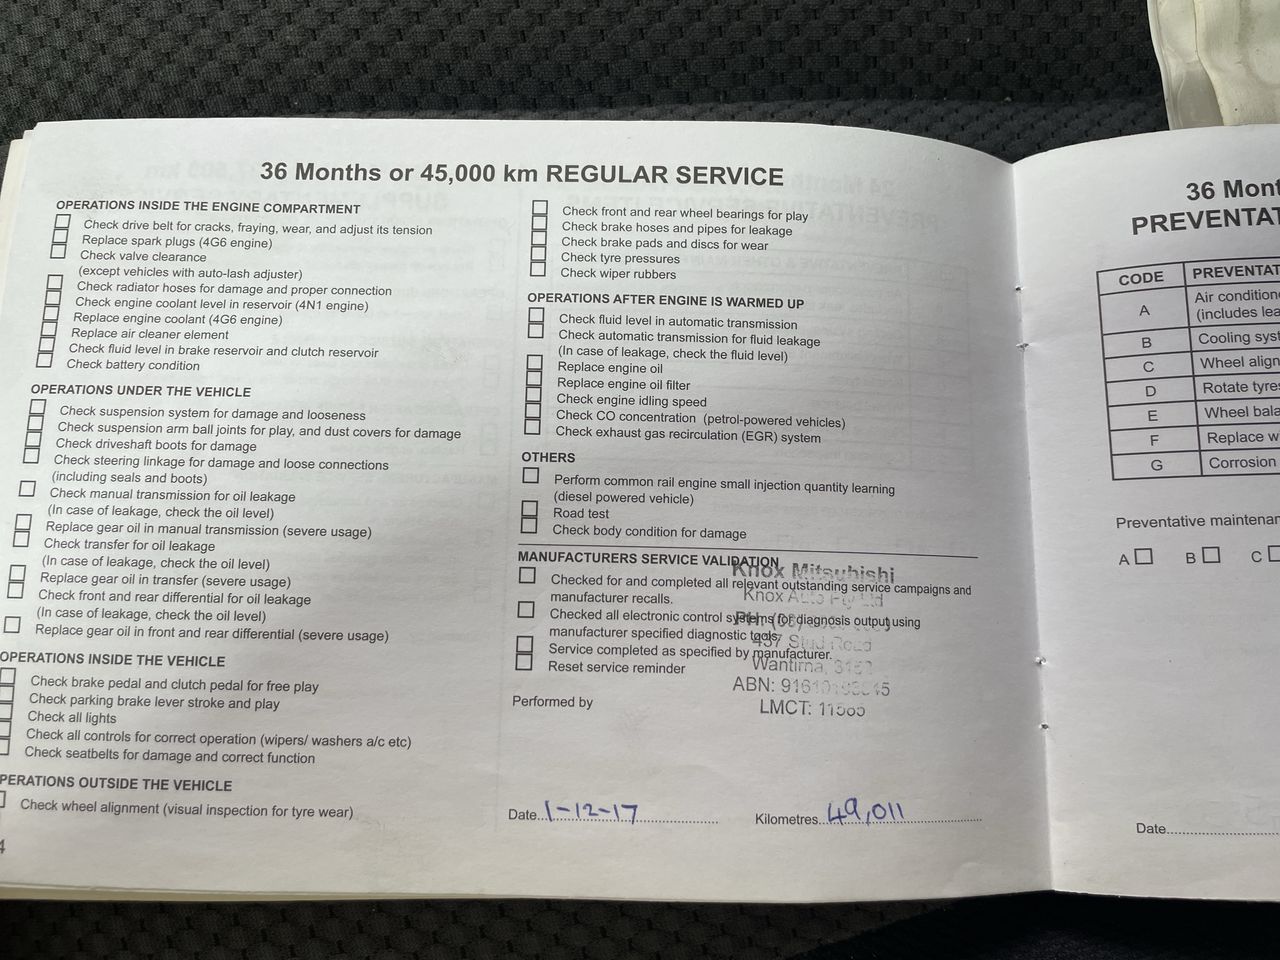 36 Months or 45,000 km REGULAR SERVICE
OPERATIONS INSIDE THE ENGINE COMPARTMENT
Check drive belt for cracks, fraying, wear, and adjust its tension
Replace spark plugs (4G6 engine)
Check valve clearance
(except vehicles with auto-lash adjuster)
Check radiator hoses for damage and proper connection
Check engine coolant level in reservoir (4N1 engine)
Replace engine coolant (4G6 engine)
Replace air cleaner element
Check fluid level in brake reservoir and clutch reservoir
Check battery condition
OPERATIONS UNDER THE VEHICLE
Check suspension system for damage and looseness
Check suspension arm ball joints for play, and dust covers for damage
Check driveshaft boots for damage
Check steering linkage for damage and loose connections
(including seals and boots)
Check manual transmission for oil leakage
(In case of leakage, check the oil level)
Replace gear oil in manual transmission (severe usage)
Check transfer for oil leakage
(In case of leakage, check the oil level)
Replace gear oil in transfer (severe usage)
Check front and rear differential for oil leakage
(In case of leakage, check the oil level)
Replace gear oil in front and rear differential (severe usage)
OPERATIONS INSIDE THE VEHICLE
Check brake pedal and clutch pedal for free play
Check parking brake lever stroke and play
Check all lights
Check all controls for correct operation (wipers/ washers a/c etc)
Check seatbelts for damage and correct function
PERATIONS OUTSIDE THE VEHICLE
Check wheel alignment (visual inspection for tyre wear)
4
Check front and rear wheel bearings for play
Check brake hoses and pipes for leakage
Check brake pads and discs for wear
Check tyre pressures
Check wiper rubbers
OPERATIONS AFTER ENGINE IS WARMED UP
Check fluid level in automatic transmission
Check automatic transmission for fluid leakage
(In case of leakage, check the fluid level)
Replace engine oil
Replace engine oil filter
Check engine idling speed
Check CO concentration (petrol-powered vehicles)
Check exhaust gas recirculation (EGR) system
OTHERS
Perform common rail engine small injection quantity learning
(diesel powered vehicle)
Road test
Check body condition for damage
MANUFACTURERS SERVICE VALIDATION
Checked for and completed all relevant outstanding service campaigns and
manufacturer recalls.
Checked all electronic control systems for diagnosis output using
manufacturer specified diagnostic tools.
Service completed as specified by manufacturer.
Reset service reminder
Knox Mitsubishi
Knox Auto Pty Ltd
PH:
437 Stud Road
Wantirna,
ABN:
LMCT:
Performed by
Date 1-12-17
Kilometres 49,011
36 Mont
PREVENTA
CODE PREVENTA
A Air condition
(includes lea
B Cooling syst
C Wheel align
D Rotate tyres
E Wheel bala
F Replace w
G Corrosion
Preventative maintenan
A B C
Date